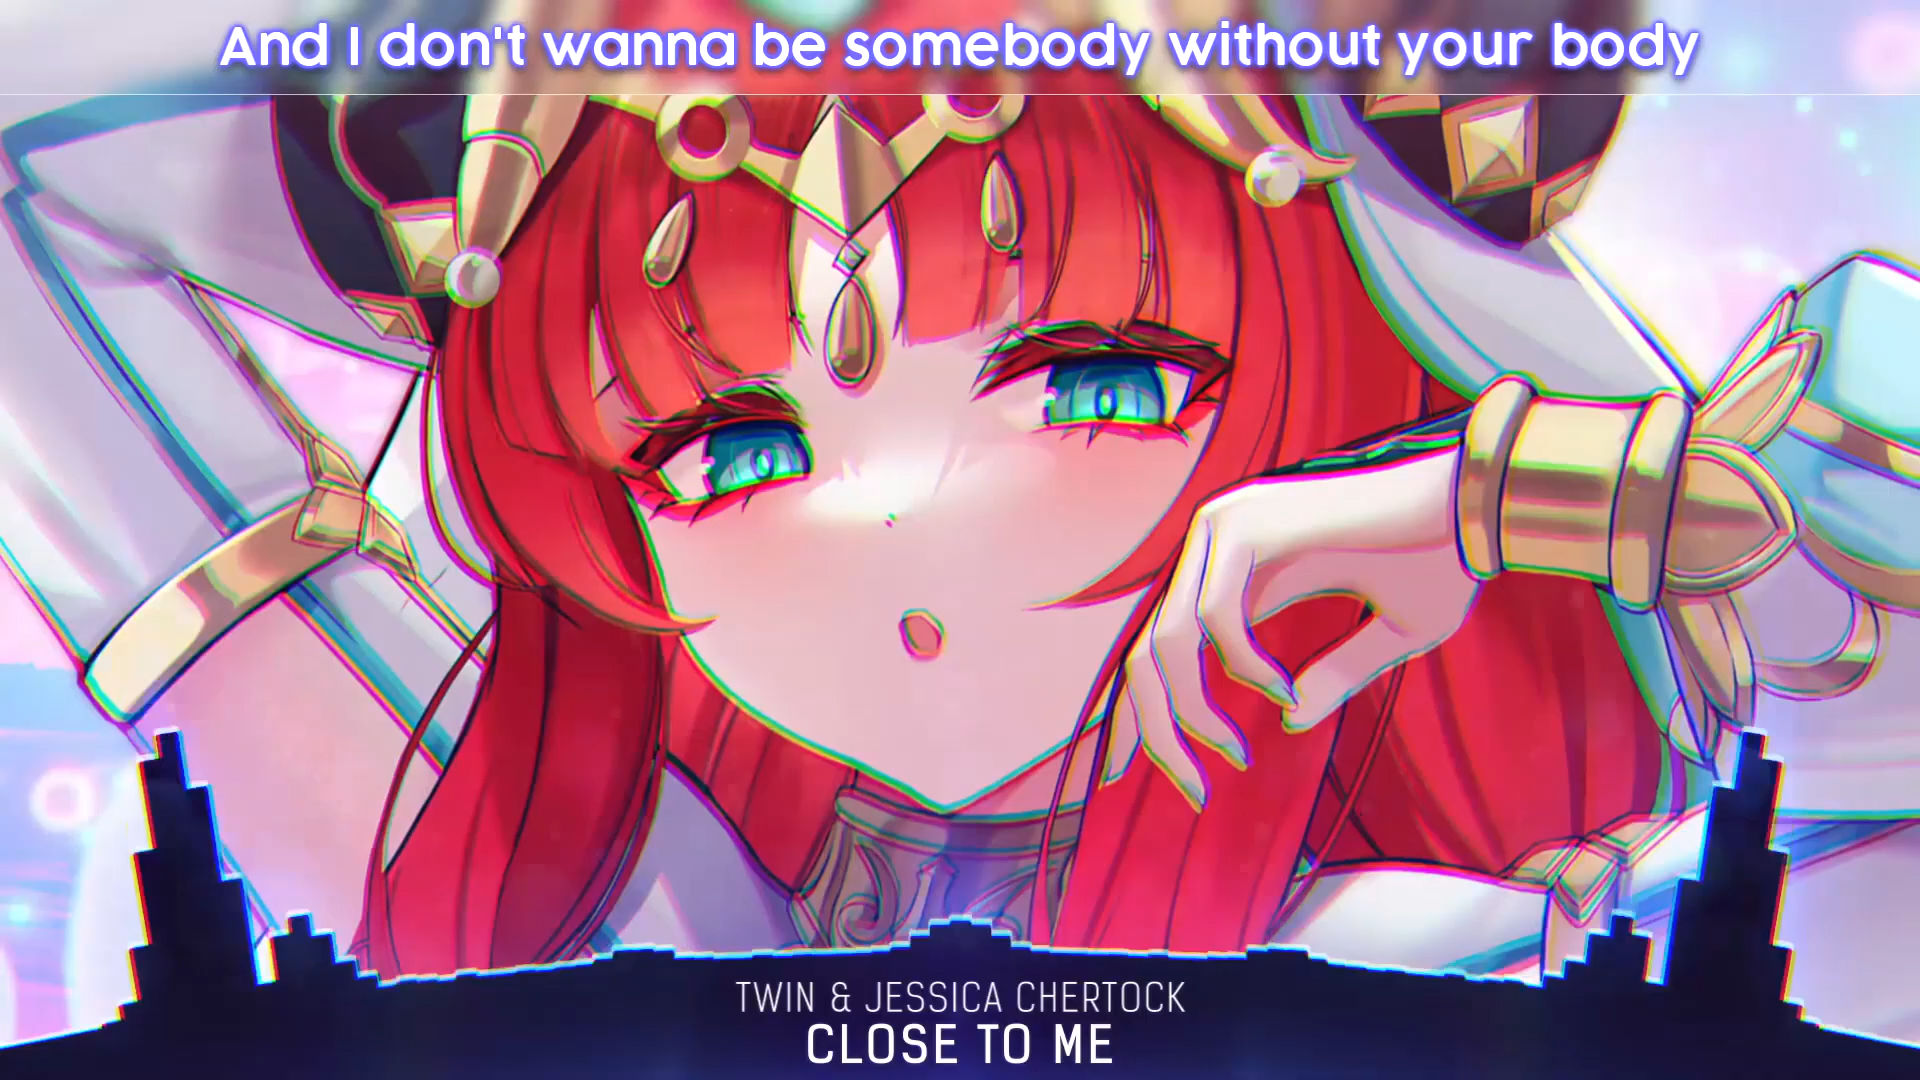 And I don't wanna be somebody without your body
TWIN & JESSICA CHERTOCK
CLOSE TO ME